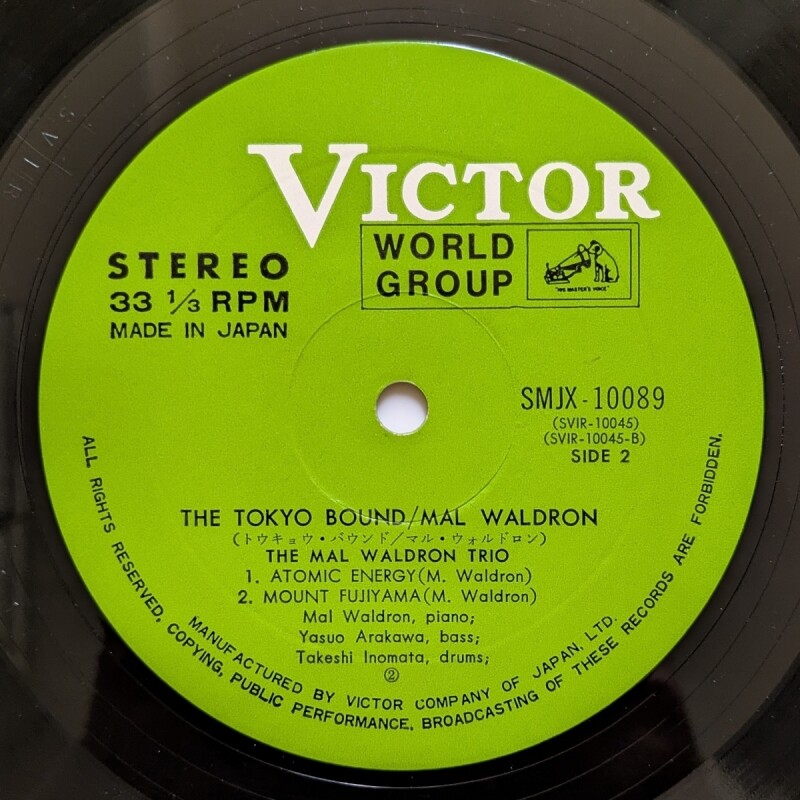 VICTOR
WORLD
GROUP
"HIS MASTER'S VOICE"
STEREO
33 1/3 RPM
MADE IN JAPAN
SMJX-10089
(SVIR-10045)
(SVIR-10045-B)
SIDE 2
THE TOKYO BOUND/MAL WALDRON
(トウキョウ・バウンド/マル・ウォルドロン)
THE MAL WALDRON TRIO
1. ATOMIC ENERGY(M. Waldron)
2. MOUNT FUJIYAMA(M. Waldron)
Mal Waldron, piano;
Yasuo Arakawa, bass;
Takeshi Inomata, drums;
②
MANUFACTURED BY VICTOR COMPANY OF JAPAN, LTD.
ALL RIGHTS RESERVED, COPYING, PUBLIC PERFORMANCE, BROADCASTING OF THESE RECORDS ARE FORBIDDEN.